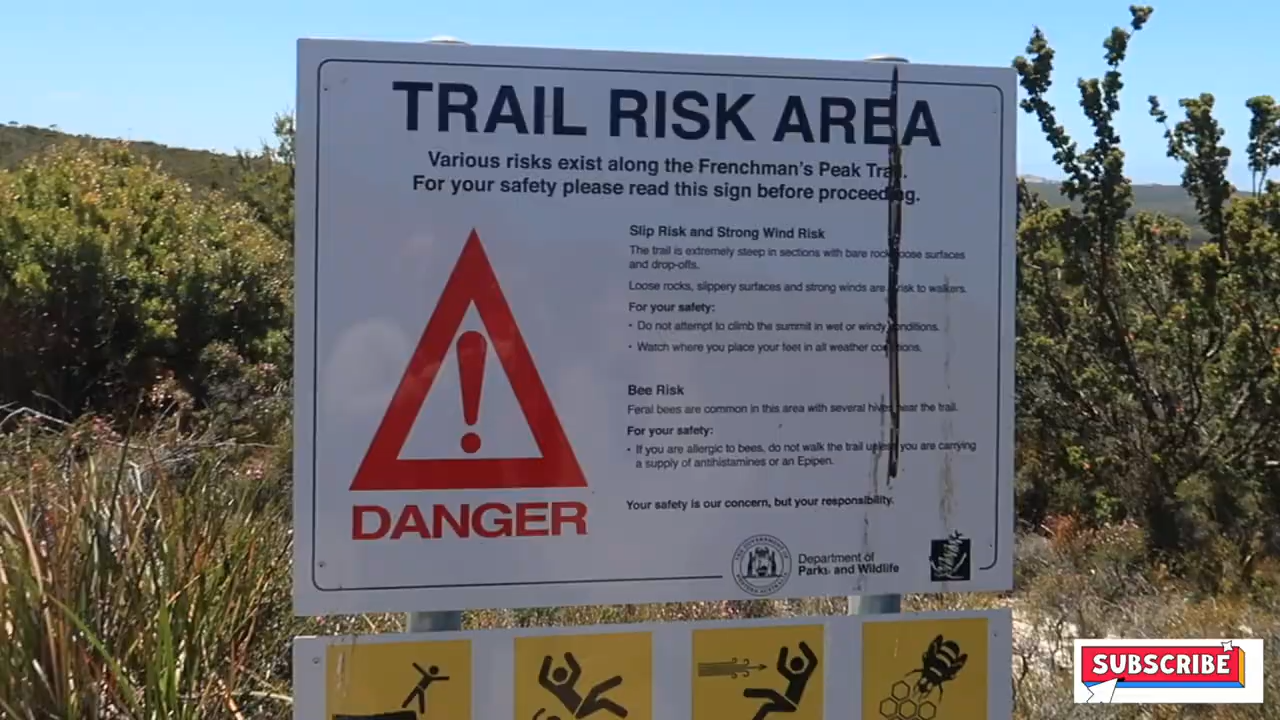 TRAIL RISK AREA
Various risks exist along the Frenchman's Peak Trail.
For your safety please read this sign before proceeding.
Slip Risk and Strong Wind Risk
The trail is extremely steep in sections with bare rock, loose surfaces
and drop-offs.
Loose rocks, slippery surfaces and strong winds are a risk to walkers.
For your safety:
• Do not attempt to climb the summit in wet or windy conditions.
• Watch where you place your feet in all weather conditions.
Bee Risk
Feral bees are common in this area with several hives near the trail.
For your safety:
• If you are allergic to bees, do not walk the trail unless you are carrying
a supply of antihistamines or an Epipen.
Your safety is our concern, but your responsibility.
DANGER
THE GOVERNMENT OF
WESTERN AUSTRALIA
Department of
Parks and Wildlife
SUBSCRIBE